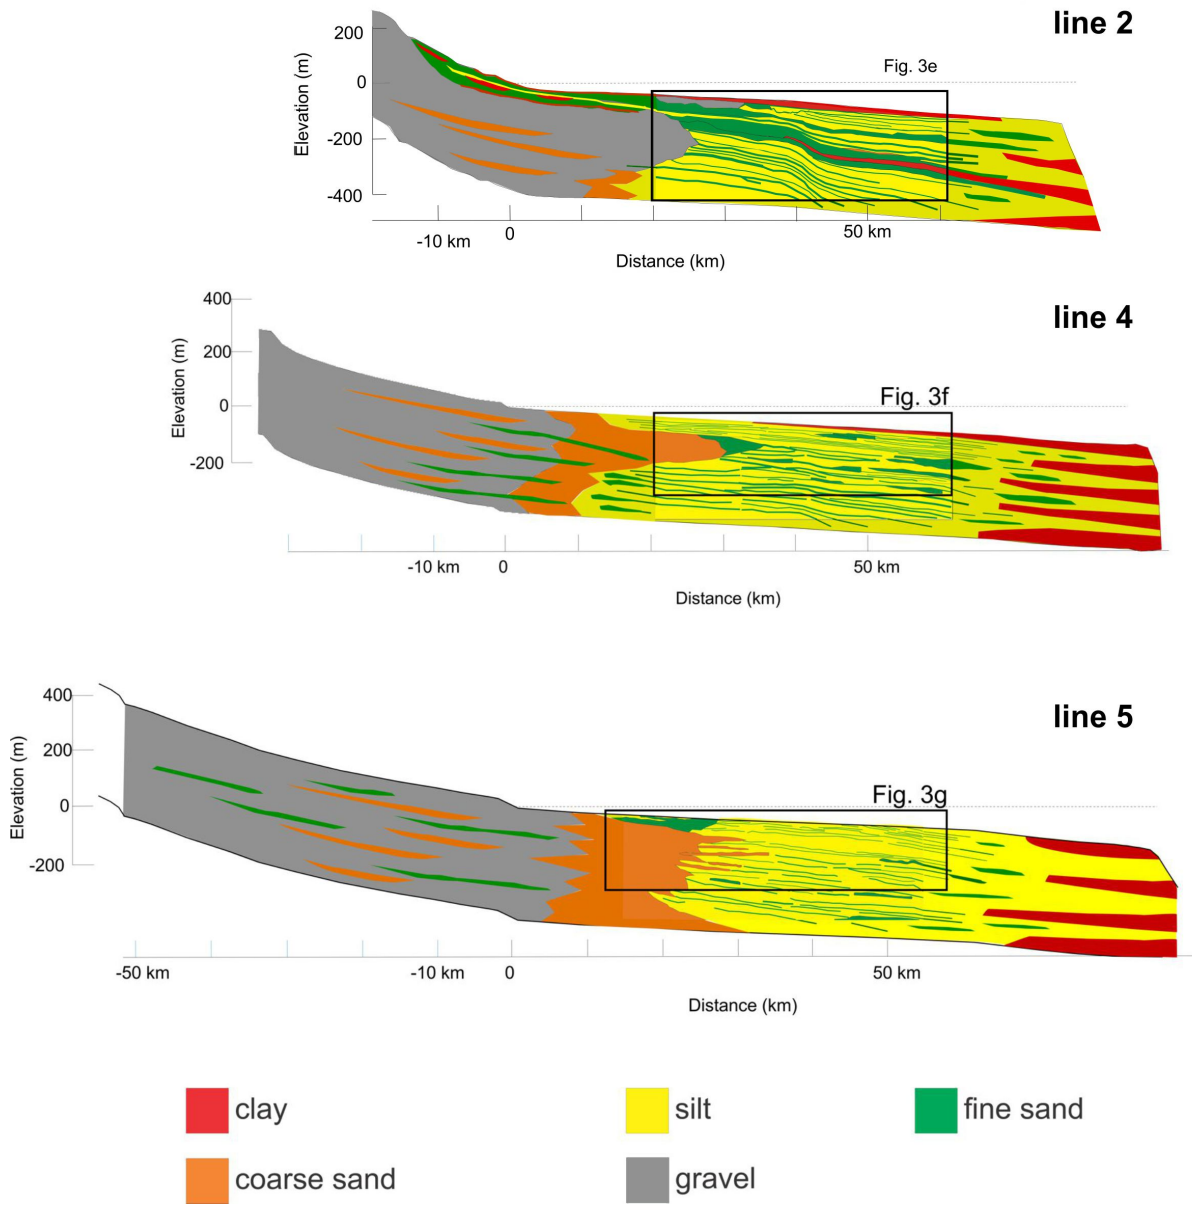 line 2
200
Fig. 3e
0
Elevation (m)
-200
-400
-10 km
0
50 km
Distance (km)
400
line 4
200
Elevation (m)
Fig. 3f
0
-200
-10 km
0
50 km
Distance (km)
400
line 5
200
Elevation (m)
Fig. 3g
0
-200
-50 km
-10 km
0
50 km
Distance (km)
clay
silt
fine sand
coarse sand
gravel